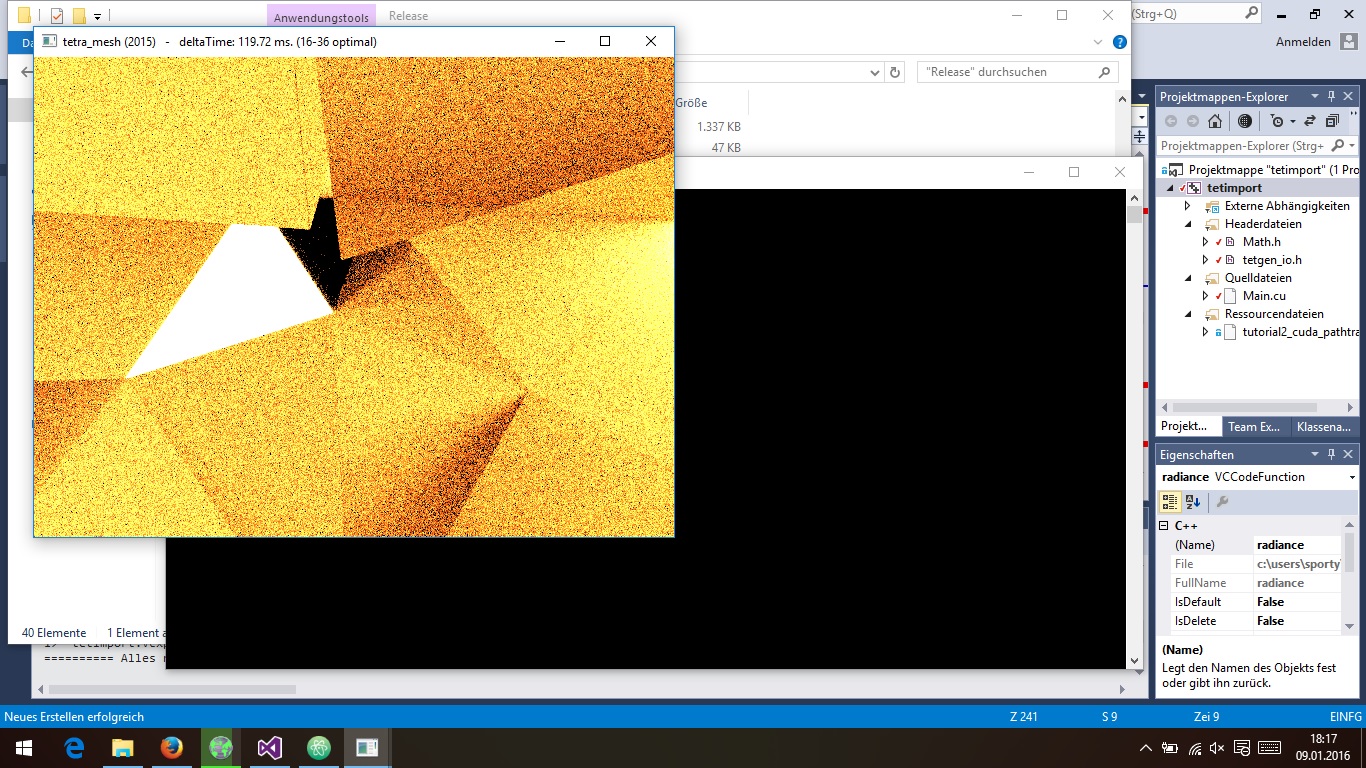 Anwendungstools
Release
(Strg+Q)
tetra_mesh (2015) - deltaTime: 119.72 ms. (16-36 optimal)
Anmelden
"Release" durchsuchen
Größe
1.337 KB
47 KB
Projektmappen-Explorer
Projektmappen-Explorer (Strg+
Projektmappe "tetimport" (1 Pro
tetimport
Externe Abhängigkeiten
Headerdateien
Math.h
tetgen_io.h
Quelldateien
Main.cu
Ressourcendateien
tutorial2_cuda_pathtra
Projekt...
Team Ex...
Klassena...
Eigenschaften
radiance VCCodeFunction
C++
(Name) radiance
File c:\users\sporty\
FullName radiance
IsDefault False
IsDelete False
(Name)
Legt den Namen des Objekts fest
oder gibt ihn zurück.
40 Elemente 1 Element a
========== Alles
Neues Erstellen erfolgreich
Z 241
S 9
Zei 9
EINFG
18:17
09.01.2016